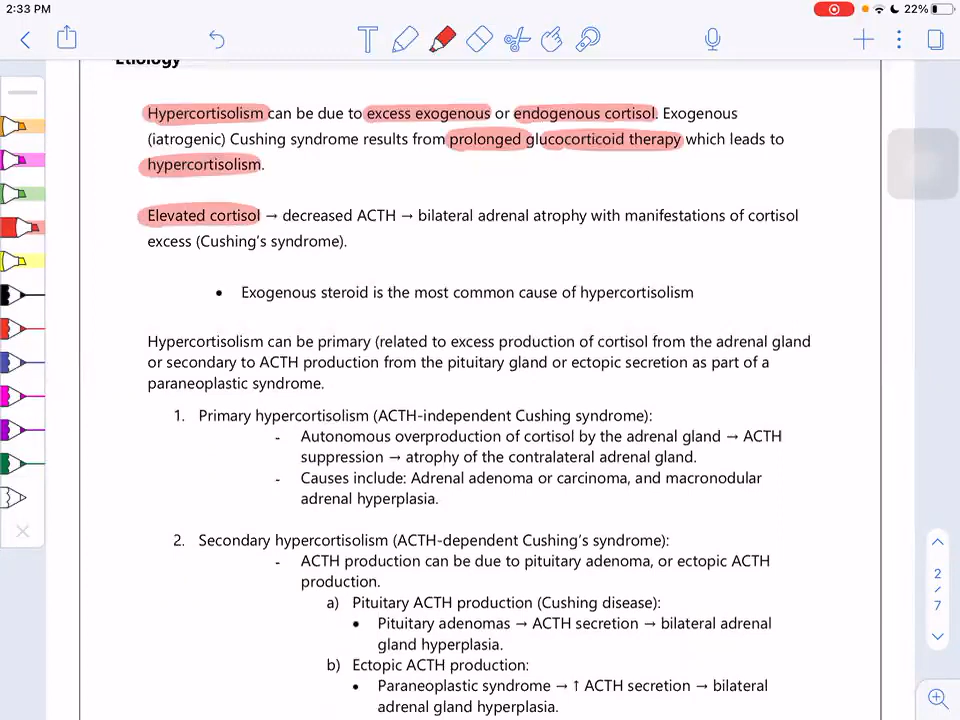 2:33 PM
22%
Etiology
Hypercortisolism can be due to excess exogenous or endogenous cortisol. Exogenous
(iatrogenic) Cushing syndrome results from prolonged glucocorticoid therapy which leads to
hypercortisolism.
Elevated cortisol → decreased ACTH → bilateral adrenal atrophy with manifestations of cortisol
excess (Cushing's syndrome).
• Exogenous steroid is the most common cause of hypercortisolism
Hypercortisolism can be primary (related to excess production of cortisol from the adrenal gland
or secondary to ACTH production from the pituitary gland or ectopic secretion as part of a
paraneoplastic syndrome.
1. Primary hypercortisolism (ACTH-independent Cushing syndrome):
- Autonomous overproduction of cortisol by the adrenal gland → ACTH
suppression → atrophy of the contralateral adrenal gland.
- Causes include: Adrenal adenoma or carcinoma, and macronodular
adrenal hyperplasia.
2. Secondary hypercortisolism (ACTH-dependent Cushing's syndrome):
- ACTH production can be due to pituitary adenoma, or ectopic ACTH
production.
a) Pituitary ACTH production (Cushing disease):
• Pituitary adenomas → ACTH secretion → bilateral adrenal
gland hyperplasia.
b) Ectopic ACTH production:
• Paraneoplastic syndrome → ↑ ACTH secretion → bilateral
adrenal gland hyperplasia.
2
/
7